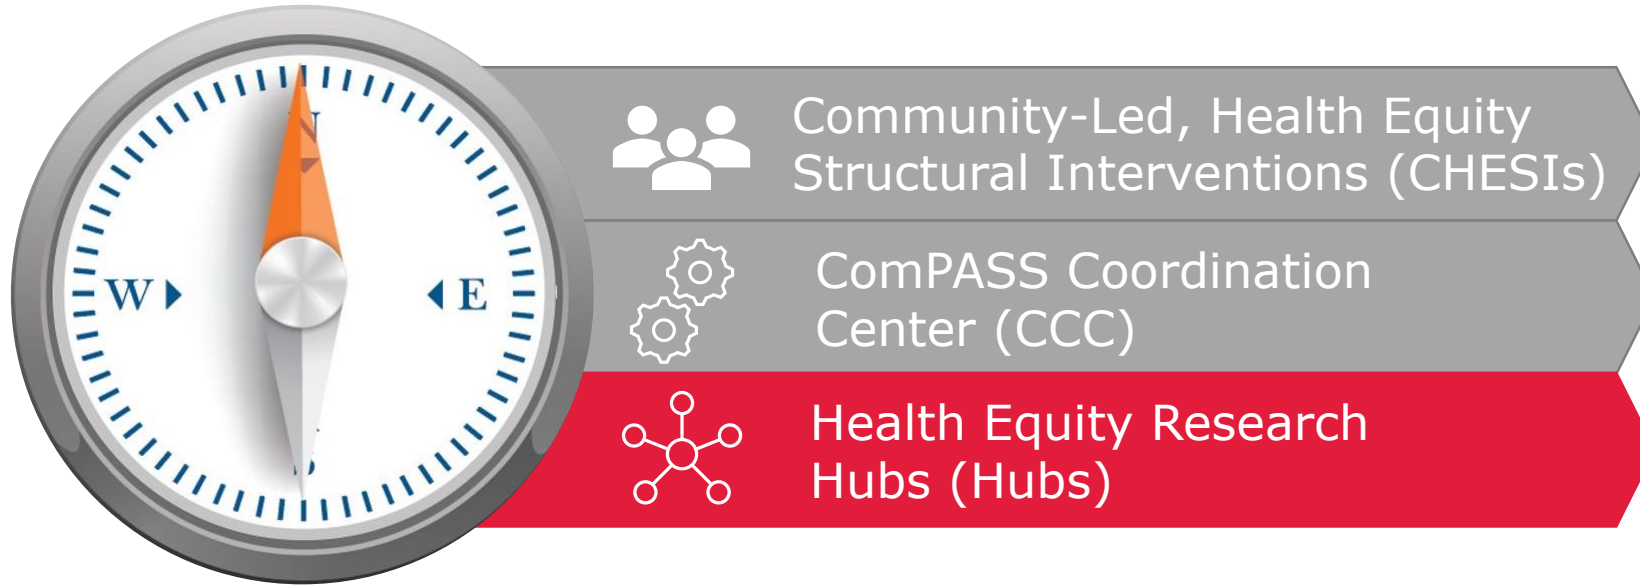 N
W
E
Community-Led, Health Equity
Structural Interventions (CHESIs)
ComPASS Coordination
Center (CCC)
Health Equity Research
Hubs (Hubs)